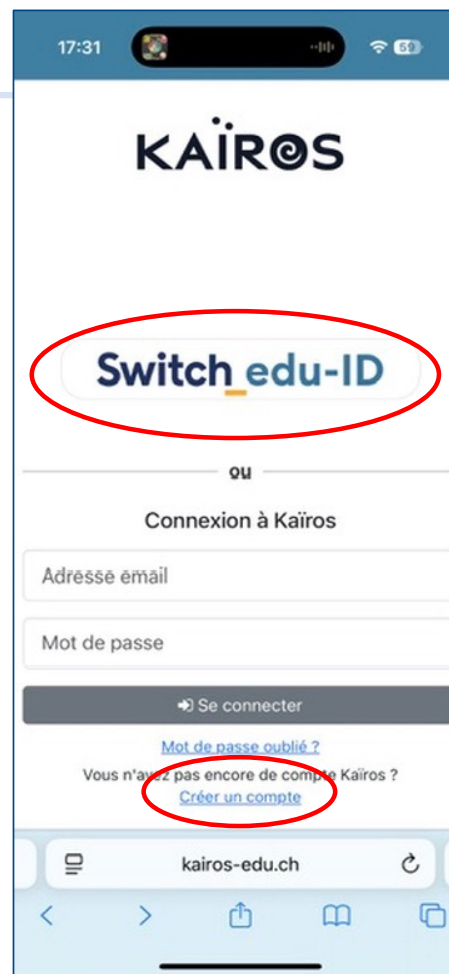 17:31
59
KAÏROS
Switch edu-ID
ou
Connexion à Kaïros
Adresse email
Mot de passe
Se connecter
Mot de passe oublié ?
Vous n'avez pas encore de compte Kaïros ?
Créer un compte
kairos-edu.ch